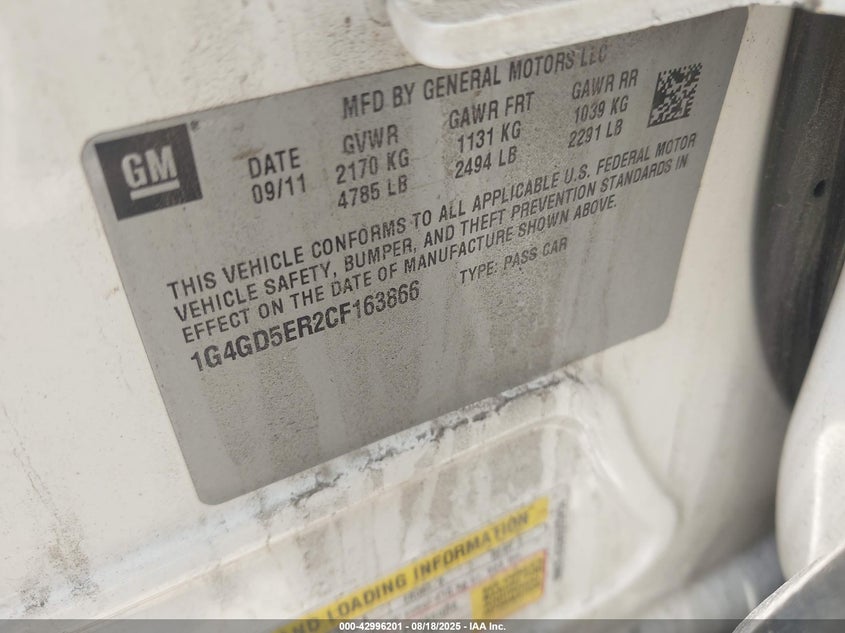 MFD BY GENERAL MOTORS LLC
GM®
DATE GVWR GAWR FRT GAWR RR
09/11 2170 KG 1131 KG 1039 KG
4785 LB 2494 LB 2291 LB
THIS VEHICLE CONFORMS TO ALL APPLICABLE U.S. FEDERAL MOTOR
VEHICLE SAFETY, BUMPER, AND THEFT PREVENTION STANDARDS IN
EFFECT ON THE DATE OF MANUFACTURE SHOWN ABOVE.
1G4GD5ER2CF163866 TYPE: PASS CAR
AND LOADING INFORMATION
000-42996201 - 08/18/2025 - IAA Inc.